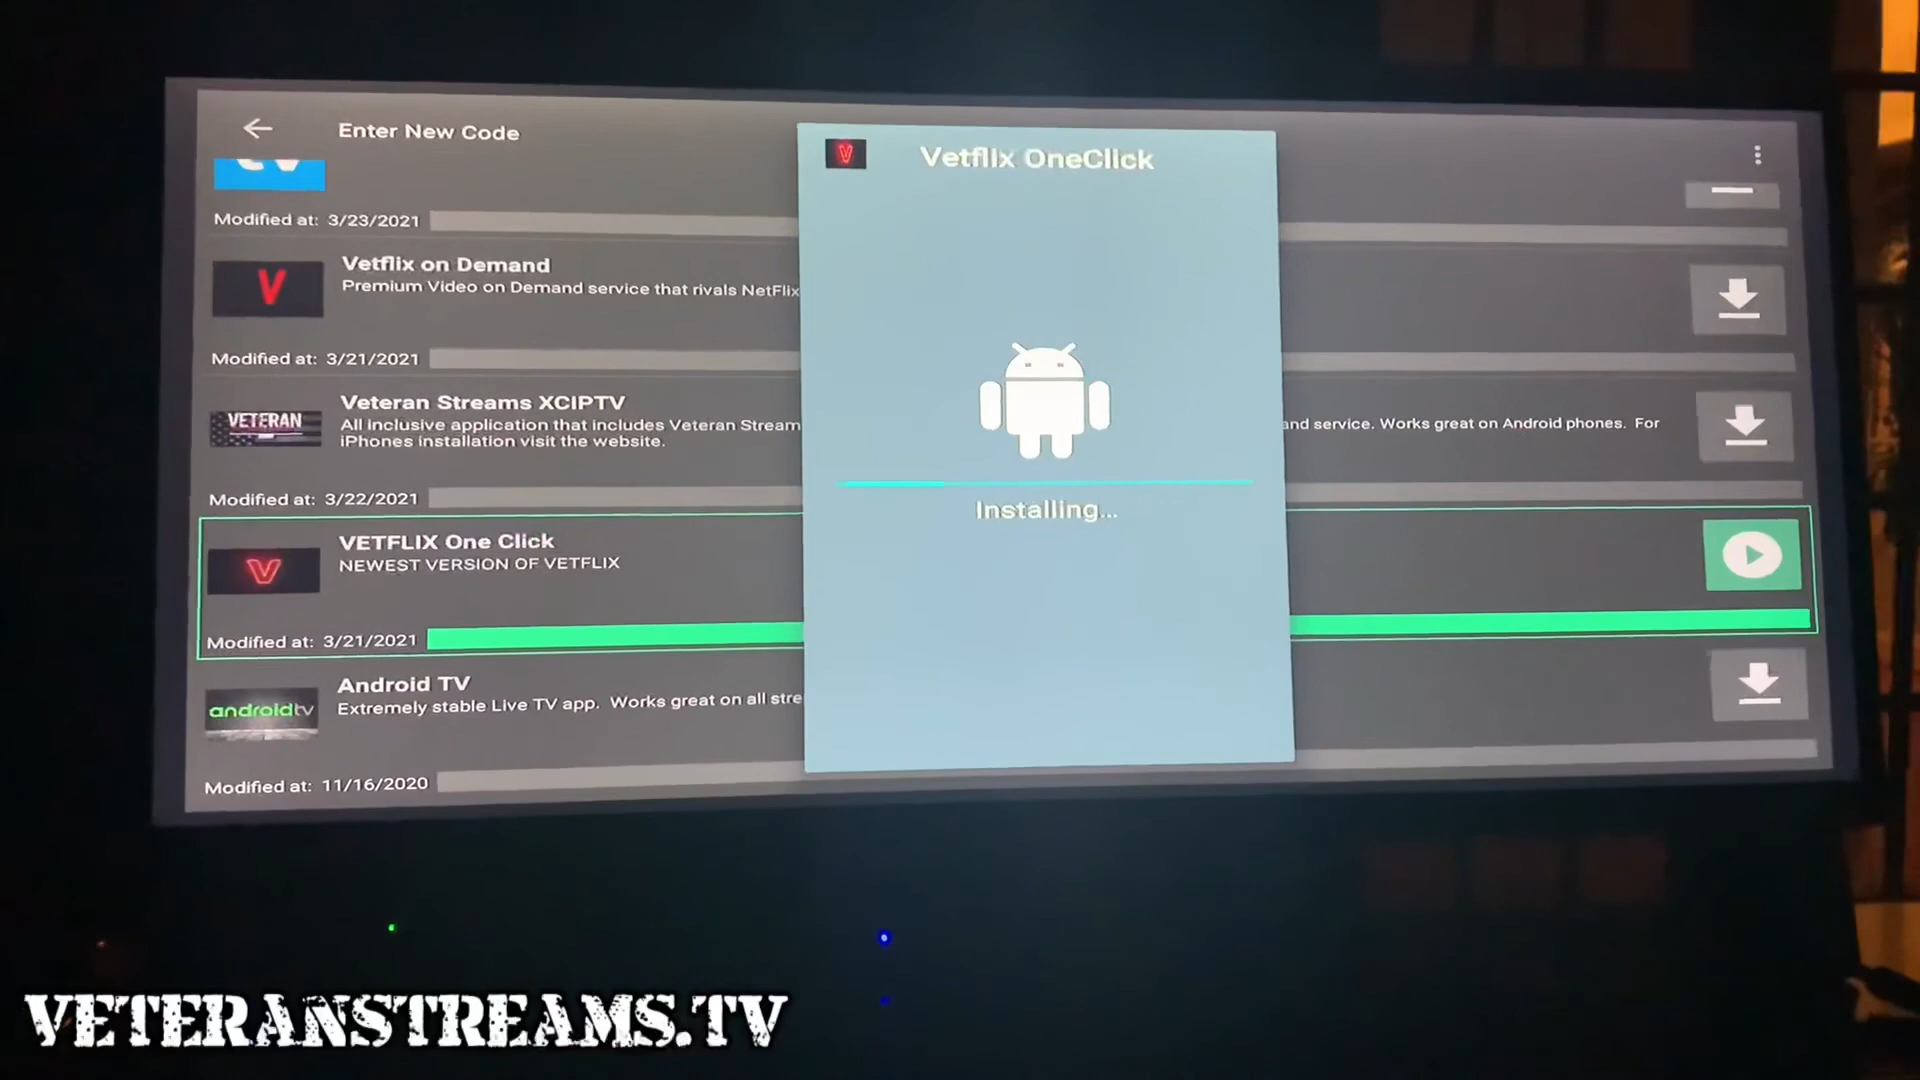 Enter New Code
Modified at: 3/23/2021
Vetflix on Demand
Premium Video on Demand service that rivals NetFlix
Modified at: 3/21/2021
VETERAN
Veteran Streams XCIPTV
All inclusive application that includes Veteran Stream
and service. Works great on Android phones. For
iPhones installation visit the website.
Modified at: 3/22/2021
V
VETFLIX One Click
NEWEST VERSION OF VETFLIX
Modified at: 3/21/2021
androidtv
Android TV
Extremely stable Live TV app. Works great on all stre
Modified at: 11/16/2020
V
Vetflix OneClick
Installing...
VETERANSTREAMS.TV